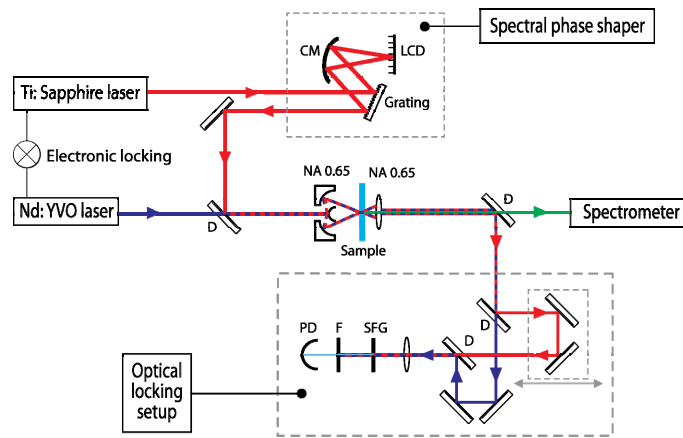 Spectral phase shaper
CM
LCD
Grating
Ti: Sapphire laser
Electronic locking
Nd: YVO laser
D
NA 0.65
NA 0.65
Sample
D
Spectrometer
D
PD
F
SFG
D
Optical
locking
setup